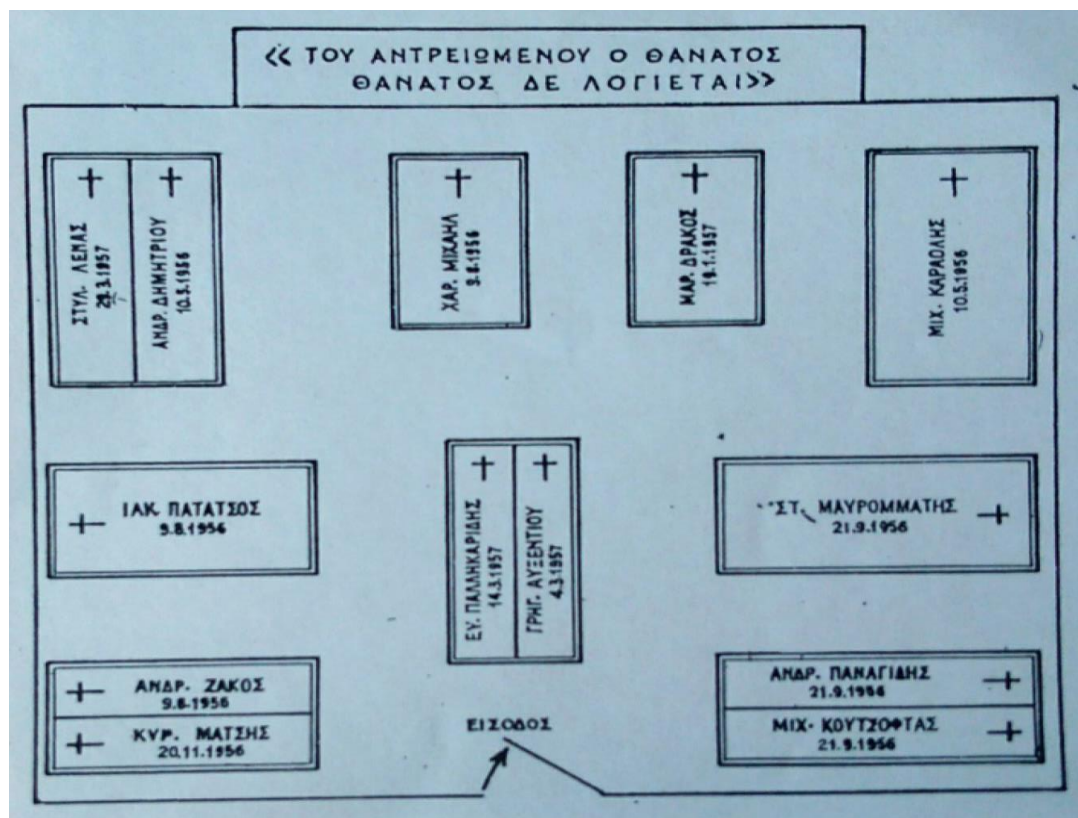 «ΤΟΥ ΑΝΤΡΕΙΩΜΕΝΟΥ Ο ΘΑΝΑΤΟΣ
ΘΑΝΑΤΟΣ ΔΕ ΛΟΓΙΕΤΑΙ»
ΣΤΥΛ. ΛΕΝΑΣ
28.3.1957
ΑΝΔΡ. ΔΗΜΗΤΡΙΟΥ
10.5.1956
ΧΑΡ. ΜΙΧΑΗΛ
9.8.1956
ΜΑΡ. ΔΡΑΚΟΣ
19.1.1957
ΜΙΧ. ΚΑΡΑΟΛΗΣ
10.5.1956
ΙΑΚ. ΠΑΤΑΤΣΟΣ
9.8.1956
ΕΥ. ΠΑΛΛΗΚΑΡΙΔΗΣ
14.3.1957
ΓΡΗΓ. ΑΥΞΕΝΤΙΟΥ
4.3.1957
ΣΤ. ΜΑΥΡΟΜΜΑΤΗΣ
21.9.1956
ΑΝΔΡ. ΖΑΚΟΣ
9.8.1956
ΚΥΡ. ΜΑΤΣΗΣ
20.11.1956
ΕΙΣΟΔΟΣ
ΑΝΔΡ. ΠΑΝΑΓΙΔΗΣ
21.9.1956
ΜΙΧ. ΚΟΥΤΣΟΦΤΑΣ
21.9.1956